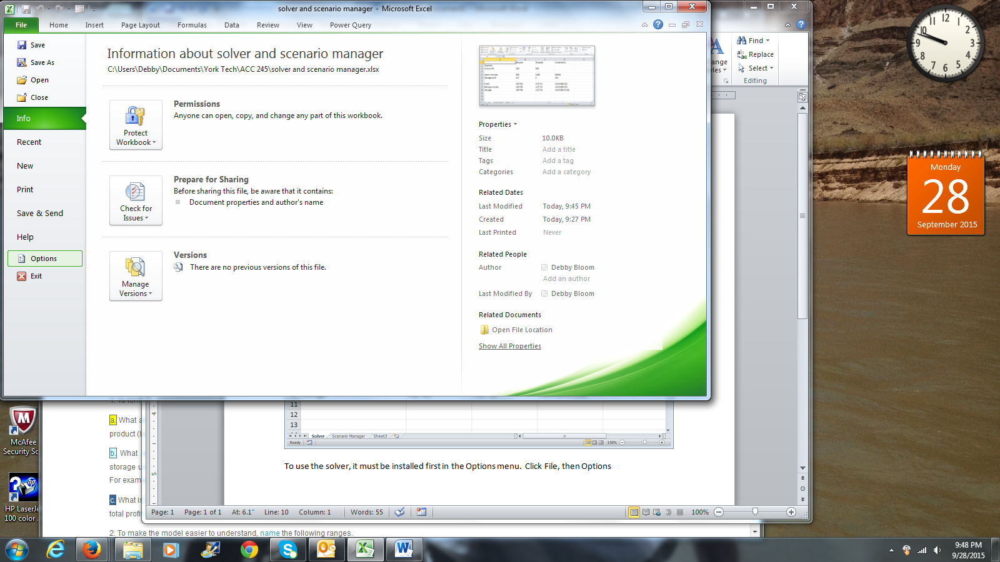 solver and scenario manager - Microsoft Excel
File Home Insert Page Layout Formulas Data Review View Power Query
Save
Save As
Open
Close
Info
Recent
New
Print
Save & Send
Help
Options
Exit
Information about solver and scenario manager
C:\Users\Debby\Documents\York Tech\ACC 245\solver and scenario manager.xlsx
Protect
Workbook
Permissions
Anyone can open, copy, and change any part of this workbook.
Check for
Issues
Prepare for Sharing
Before sharing this file, be aware that it contains:
Document properties and author's name
Manage
Versions
Versions
There are no previous versions of this file.
Properties
Size 10.0KB
Title Add a title
Tags Add a tag
Categories Add a category
Related Dates
Last Modified Today, 9:45 PM
Created Today, 9:27 PM
Last Printed Never
Related People
Author Debby Bloom
Add an author
Last Modified By Debby Bloom
Related Documents
Open File Location
Show All Properties
Find
Replace
Select
Editing
12 1 2 3 4 5 6 7 8 9 10 11
Monday
28
September 2015
11
12
13
Solver Scenario Manager Sheet3
Ready 150%
To use the solver, it must be installed first in the Options menu. Click File, then Options
Page: 1 Page: 1 of 1 At: 6.1" Line: 10 Column: 1 Words: 55 100%
McAfee
Security Sc
HP LaserJe
100 color
a. What a
product (b
b. What
storage u
For exam
c. What is
total profi
2. To make the model easier to understand, name the following ranges.
9:48 PM
9/28/2015